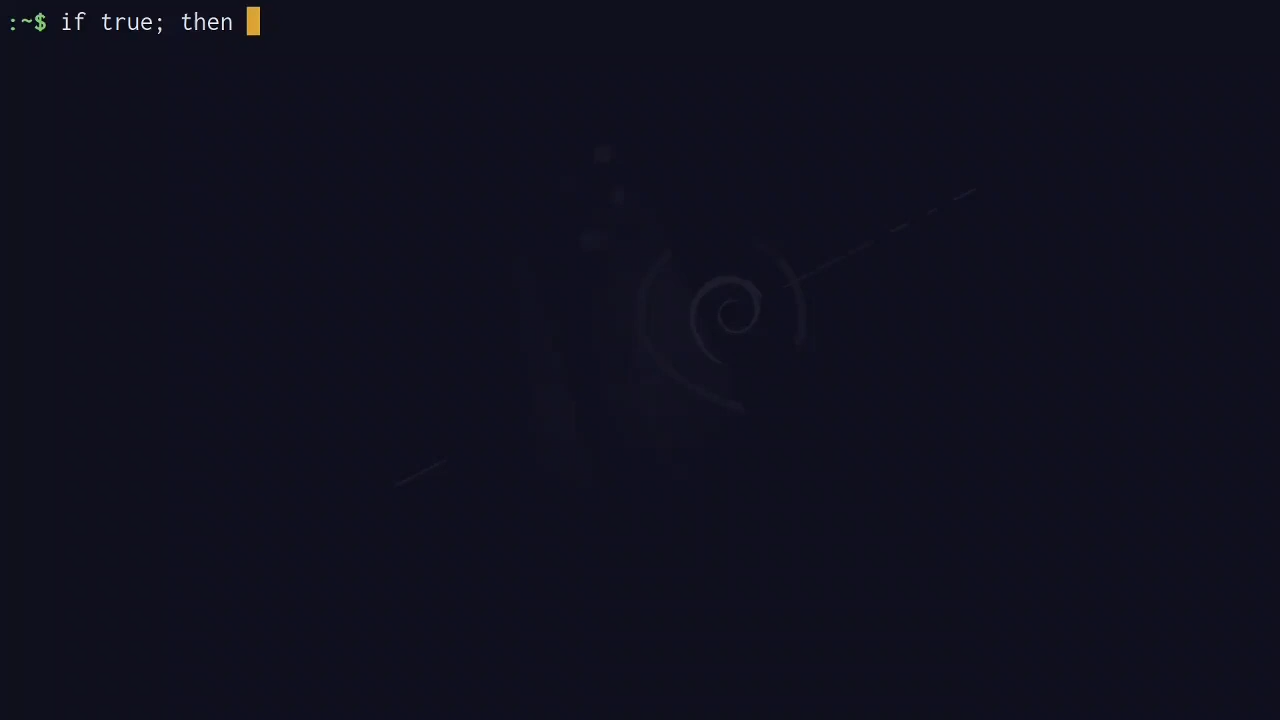 :~$ if true; then